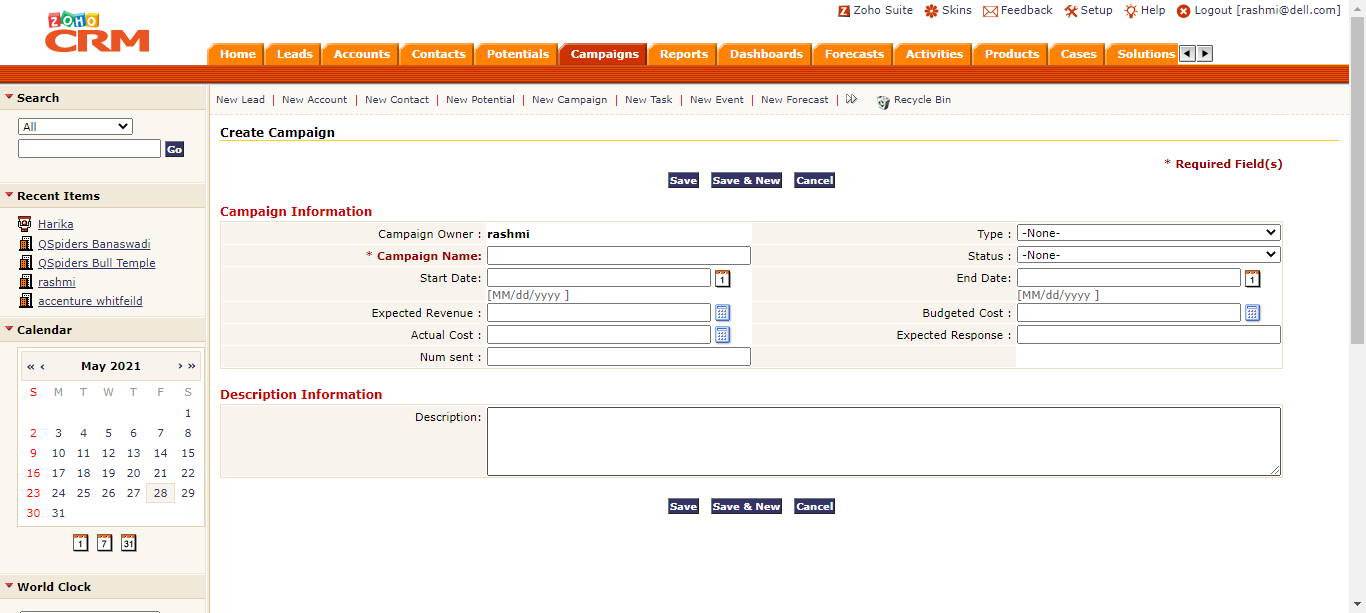 Zoho Suite Skins Feedback Setup Help Logout [rashmi@dell.com]
ZOHO
CRM
Home Leads Accounts Contacts Potentials Campaigns Reports Dashboards Forecasts Activities Products Cases Solutions
New Lead | New Account | New Contact | New Potential | New Campaign | New Task | New Event | New Forecast | Recycle Bin
Search
All
Go
Recent Items
Harika
QSpiders Banaswadi
QSpiders Bull Temple
rashmi
accenture whitfeild
Calendar
« ‹ May 2021 › »
S M T W T F S
1
2 3 4 5 6 7 8
9 10 11 12 13 14 15
16 17 18 19 20 21 22
23 24 25 26 27 28 29
30 31
1 7 31
World Clock
Create Campaign
* Required Field(s)
Save Save & New Cancel
Campaign Information
Campaign Owner : rashmi Type : -None-
* Campaign Name: Status : -None-
Start Date: 1 End Date: 1
[MM/dd/yyyy ] [MM/dd/yyyy ]
Expected Revenue : Budgeted Cost :
Actual Cost : Expected Response :
Num sent :
Description Information
Description:
Save Save & New Cancel